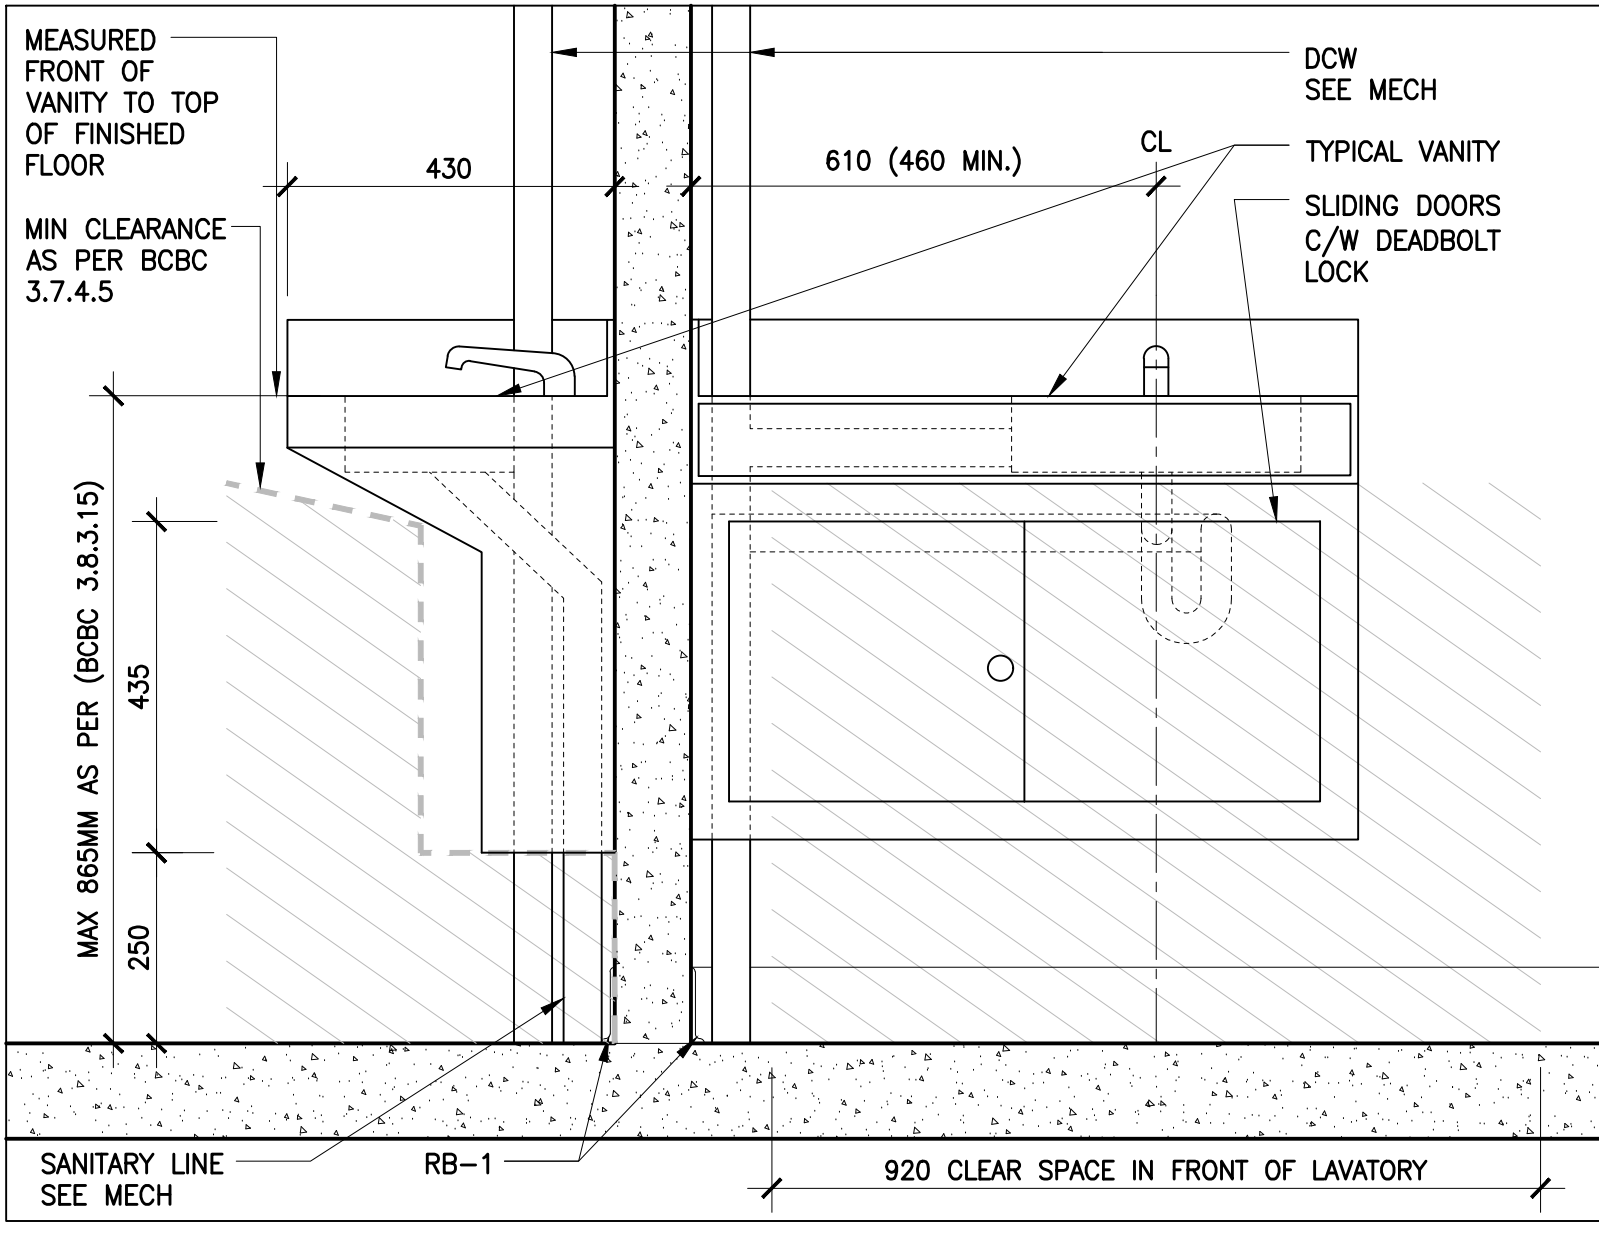 MEASURED
FRONT OF
VANITY TO TOP
OF FINISHED
FLOOR
MIN CLEARANCE
AS PER BCBC
3.7.4.5
430
610 (460 MIN.)
CL
DCW
SEE MECH
TYPICAL VANITY
SLIDING DOORS
C/W DEADBOLT
LOCK
MAX 865MM AS PER (BCBC 3.8.3.15)
435
250
SANITARY LINE
SEE MECH
RB-1
920 CLEAR SPACE IN FRONT OF LAVATORY